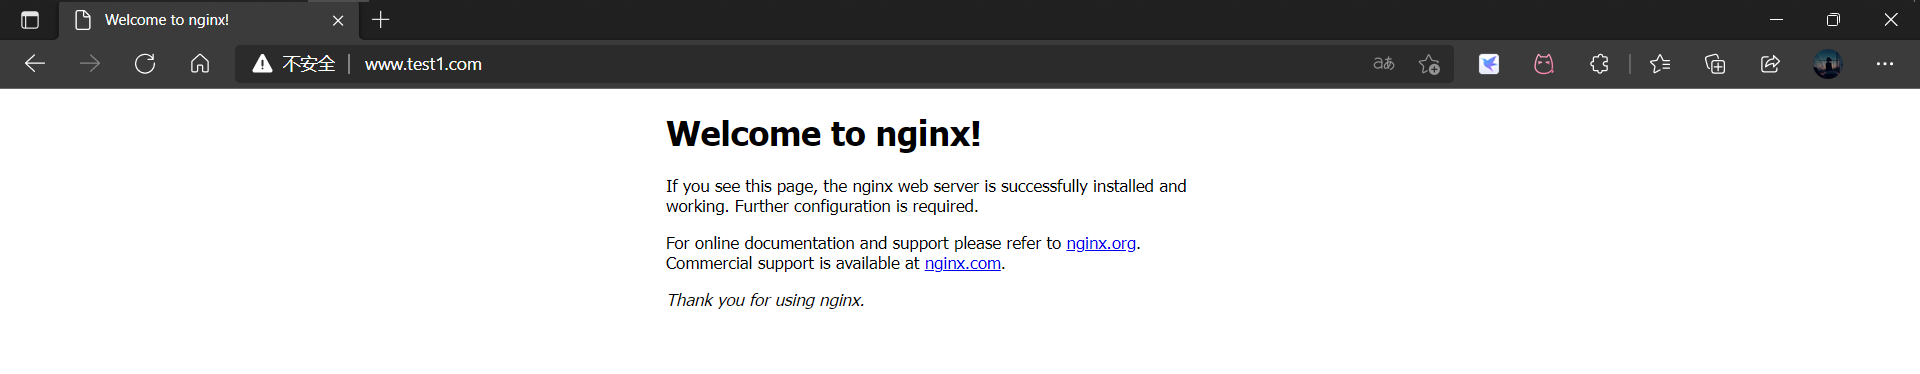 Welcome to nginx!
不安全
www.test1.com
aあ
Welcome to nginx!
If you see this page, the nginx web server is successfully installed and
working. Further configuration is required.
For online documentation and support please refer to nginx.org.
Commercial support is available at nginx.com.
Thank you for using nginx.